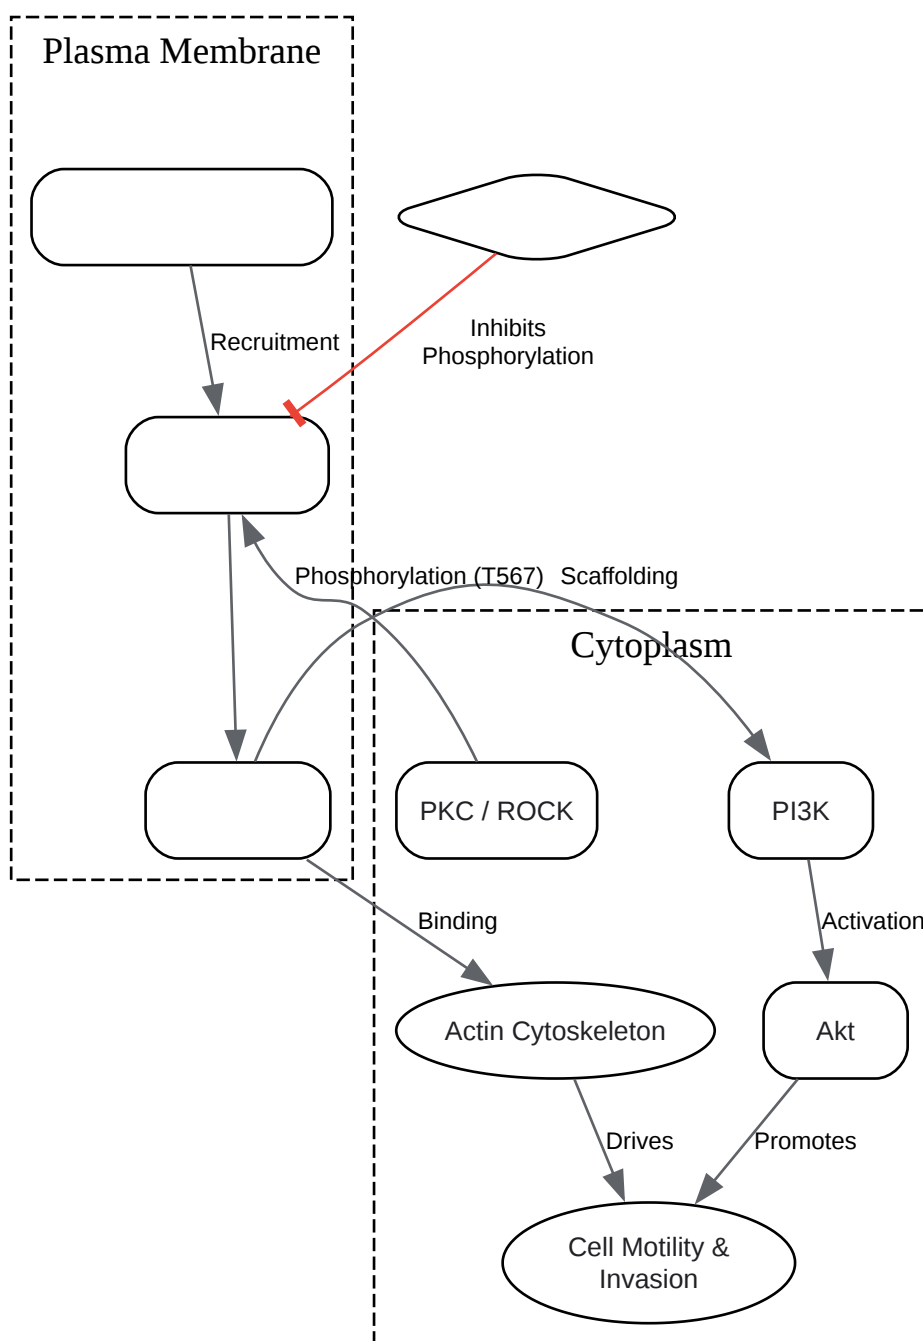 Plasma Membrane
Recruitment
Inhibits
Phosphorylation
Phosphorylation (T567)
Scaffolding
Cytoplasm
PKC / ROCK
PI3K
Binding
Activation
Actin Cytoskeleton
Akt
Drives
Promotes
Cell Motility &
Invasion